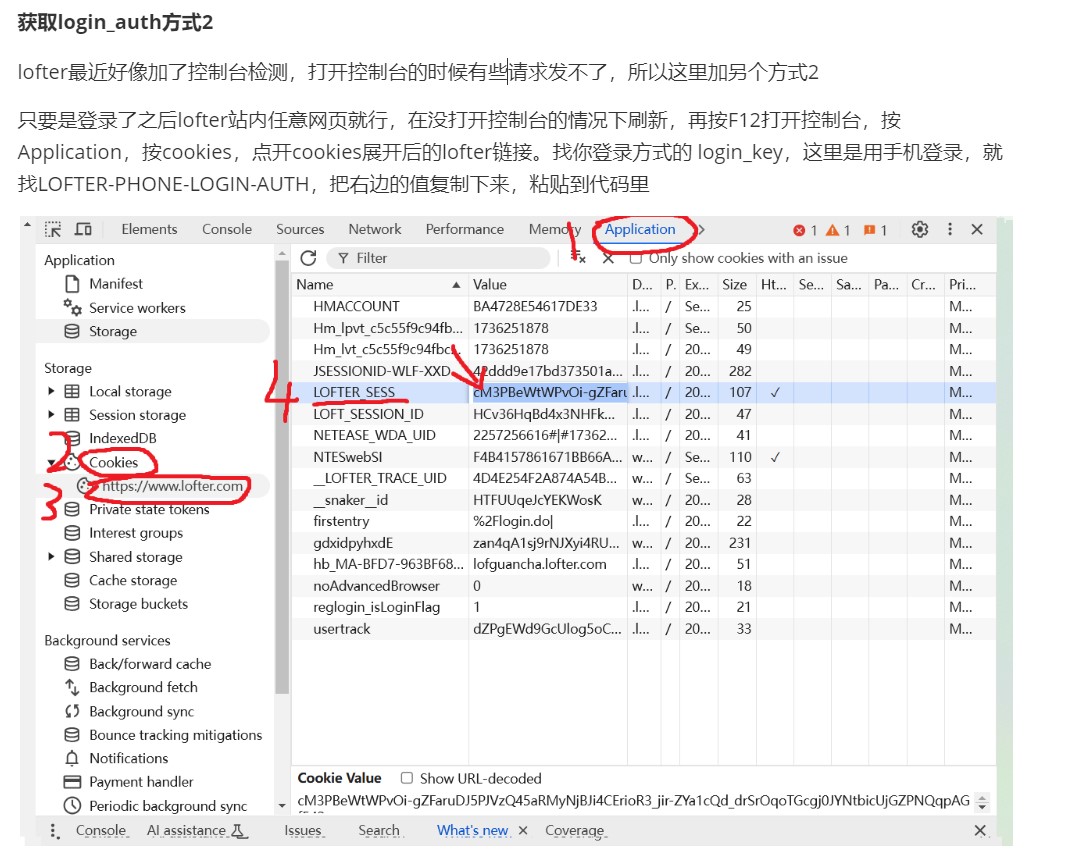 获取login_auth方式2
lofter最近好像加了控制台检测，打开控制台的时候有些请求发不了，所以这里加另个方式2
只要是登录了之后lofter站内任意网页就行，在没打开控制台的情况下刷新，再按F12打开控制台，按
Application，按cookies，点开cookies展开后的lofter链接。找你登录方式的 login_key，这里是用手机登录，就
找LOFTER-PHONE-LOGIN-AUTH，把右边的值复制下来，粘贴到代码里
Elements Console Sources Network Performance Memory Application 1 1 1
1
Application
Manifest
Service workers
Storage
Storage
Local storage
Session storage
IndexedDB
2
Cookies
https://www.lofter.com
3
Private state tokens
Interest groups
Shared storage
Cache storage
Storage buckets
Background services
Back/forward cache
Background fetch
Background sync
Bounce tracking mitigations
Notifications
Payment handler
Periodic background sync
Filter Only show cookies with an issue
Name Value D... P. Ex... Size Ht... Se... Sa... Pa... Cr... Pri...
HMACCOUNT BA4728E54617DE33 .l... / Se... 25 M...
Hm_lpvt_c5c55f9c94fb... 1736251878 .l... / Se... 50 M...
Hm_lvt_c5c55f9c94fbc... 1736251878 .l... / 20... 49 M...
JSESSIONID-WLF-XXD 42ddd9e17bd373501a... .l... / Se... 282 M...
4
LOFTER_SESS cM3PBeWtWPvOi-gZFaru .l... / 20... 107 ✓ M...
LOFT_SESSION_ID HCv36HqBd4x3NHFk... .l... / 20... 47 M...
NETEASE_WDA_UID 2257256616#|#17362... .l... / 20... 41 M...
NTESwebSI F4B4157861671BB66A... w... / Se... 110 ✓ M...
__LOFTER_TRACE_UID 4D4E254F2A874A54B... w... / Se... 63 M...
__snaker__id HTFUUqeJcYEKWosK w... / 20... 28 M...
firstentry %2Flogin.do| .l... / 20... 22 M...
gdxidpyhxdE zan4qA1sj9rNJXyi4RU... w... / 20... 231 M...
hb_MA-BFD7-963BF68... lofguancha.lofter.com .l... / 20... 51 M...
noAdvancedBrowser 0 w... / 20... 18 M...
reglogin_isLoginFlag 1 .l... / 20... 21 M...
usertrack dZPgEWd9GcUlog5oC... .l... / 20... 33 M...
Cookie Value Show URL-decoded
cM3PBeWtWPvOi-gZFaruDJ5PJVzQ45aRMyNjBJi4CErioR3_jir-ZYa1cQd_drSrOqoTGcgj0JYNtbicUjGZPNQqpAG
Console AI assistance Issues Search What's new Coverage